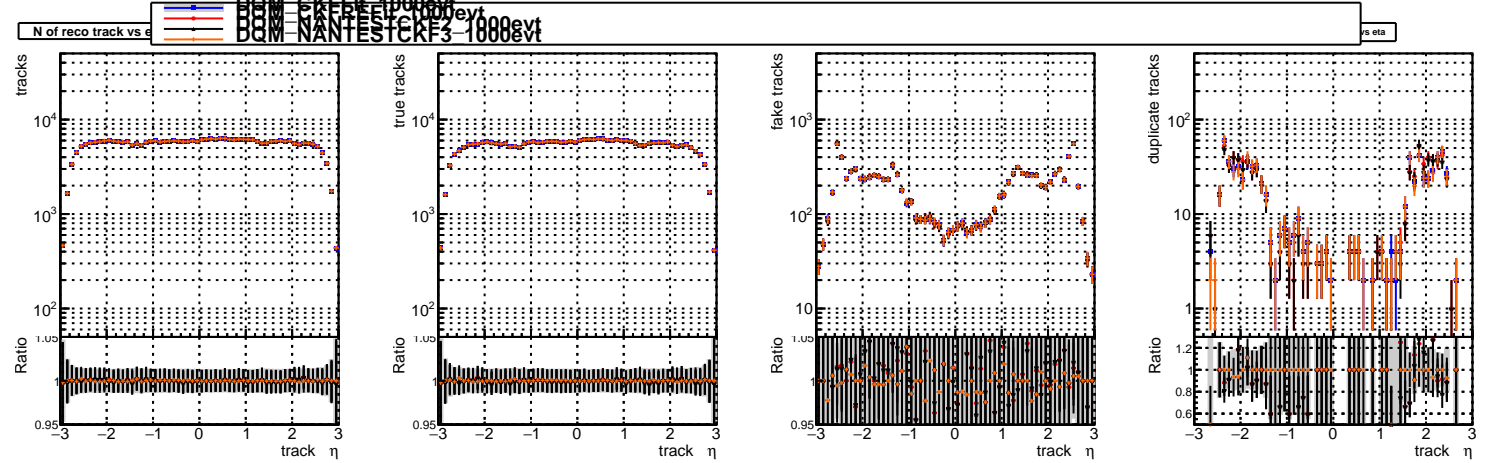 DQM_CKFREFit_1000evt
DQM_NANTESTCKF2_1000evt
DQM_NANTESTCKF3_1000evt
N of reco track vs e
vs eta
tracks
10⁴
10³
10²
Ratio
1.05
1
0.95
−3 −2 −1 0 1 2 3
track η
true tracks
10⁴
10³
10²
Ratio
1.05
1
0.95
−3 −2 −1 0 1 2 3
track η
fake tracks
10³
10²
10
Ratio
1.05
1
0.95
−3 −2 −1 0 1 2 3
track η
duplicate tracks
10²
10
1
Ratio
1.2
1
0.8
0.6
−3 −2 −1 0 1 2 3
track η